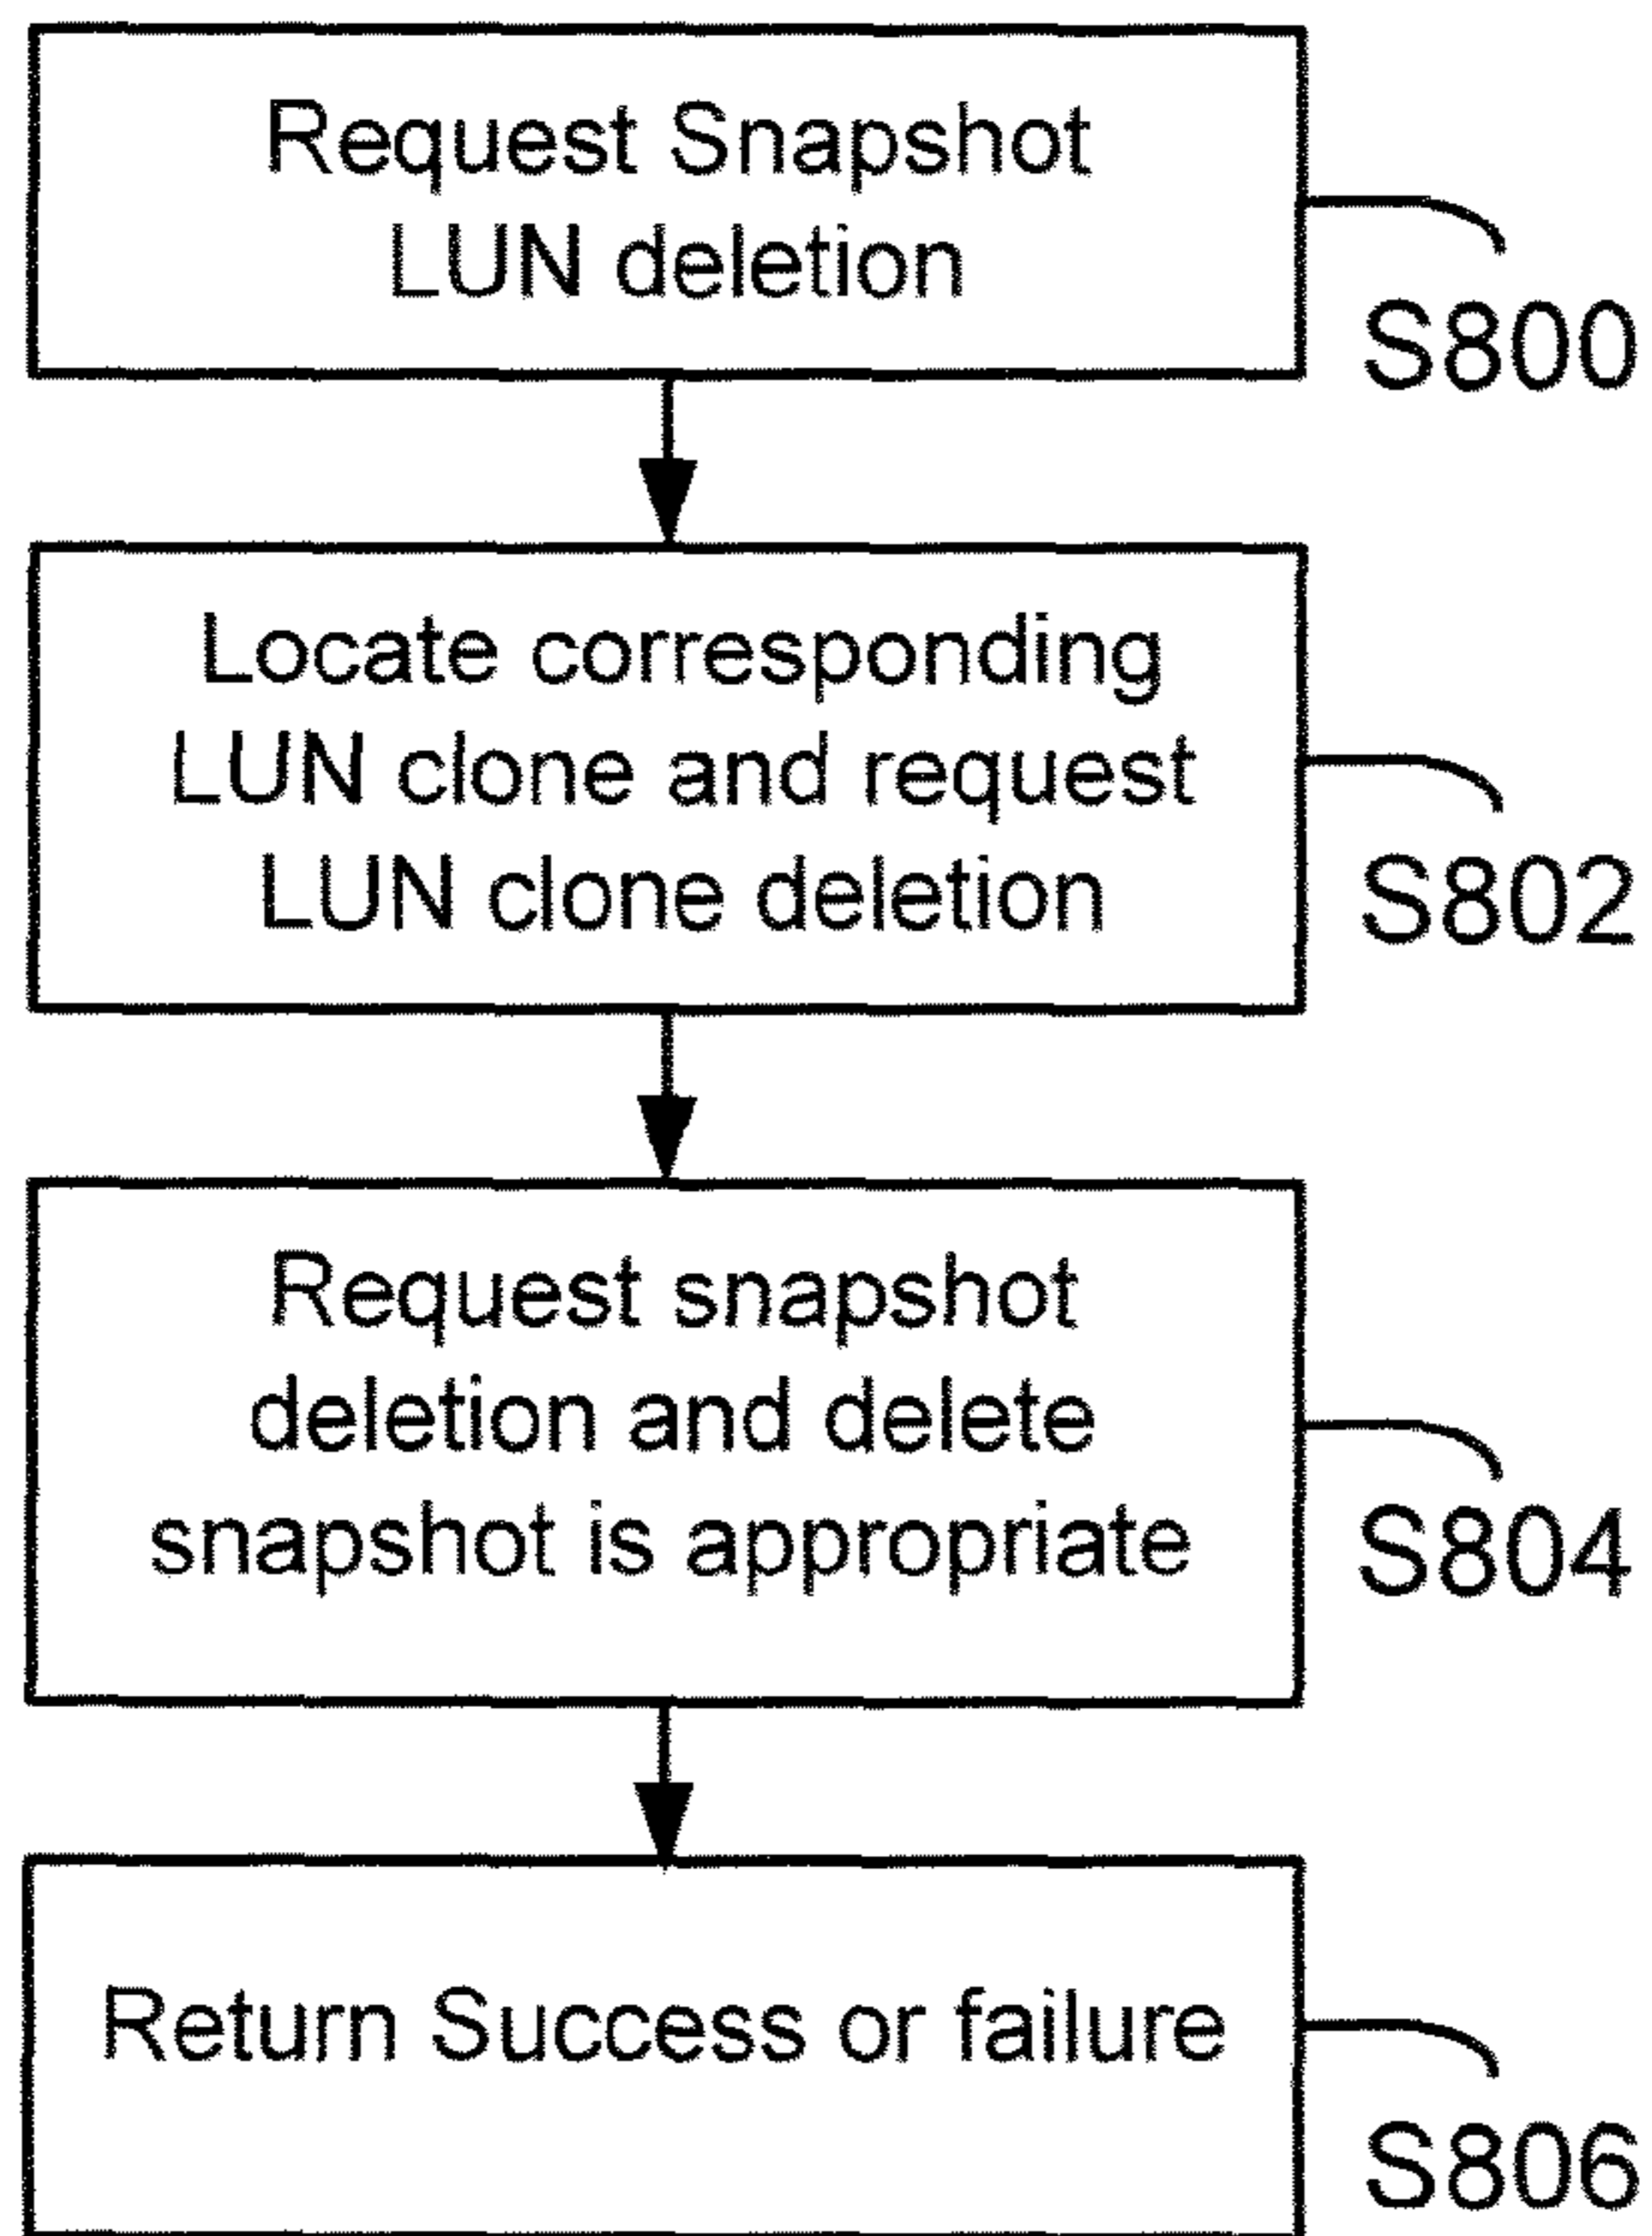 Request Snapshot
LUN deletion
S800
Locate corresponding
LUN clone and request
LUN clone deletion
S802
Request snapshot
deletion and delete
snapshot is appropriate
S804
Return Success or failure
S806